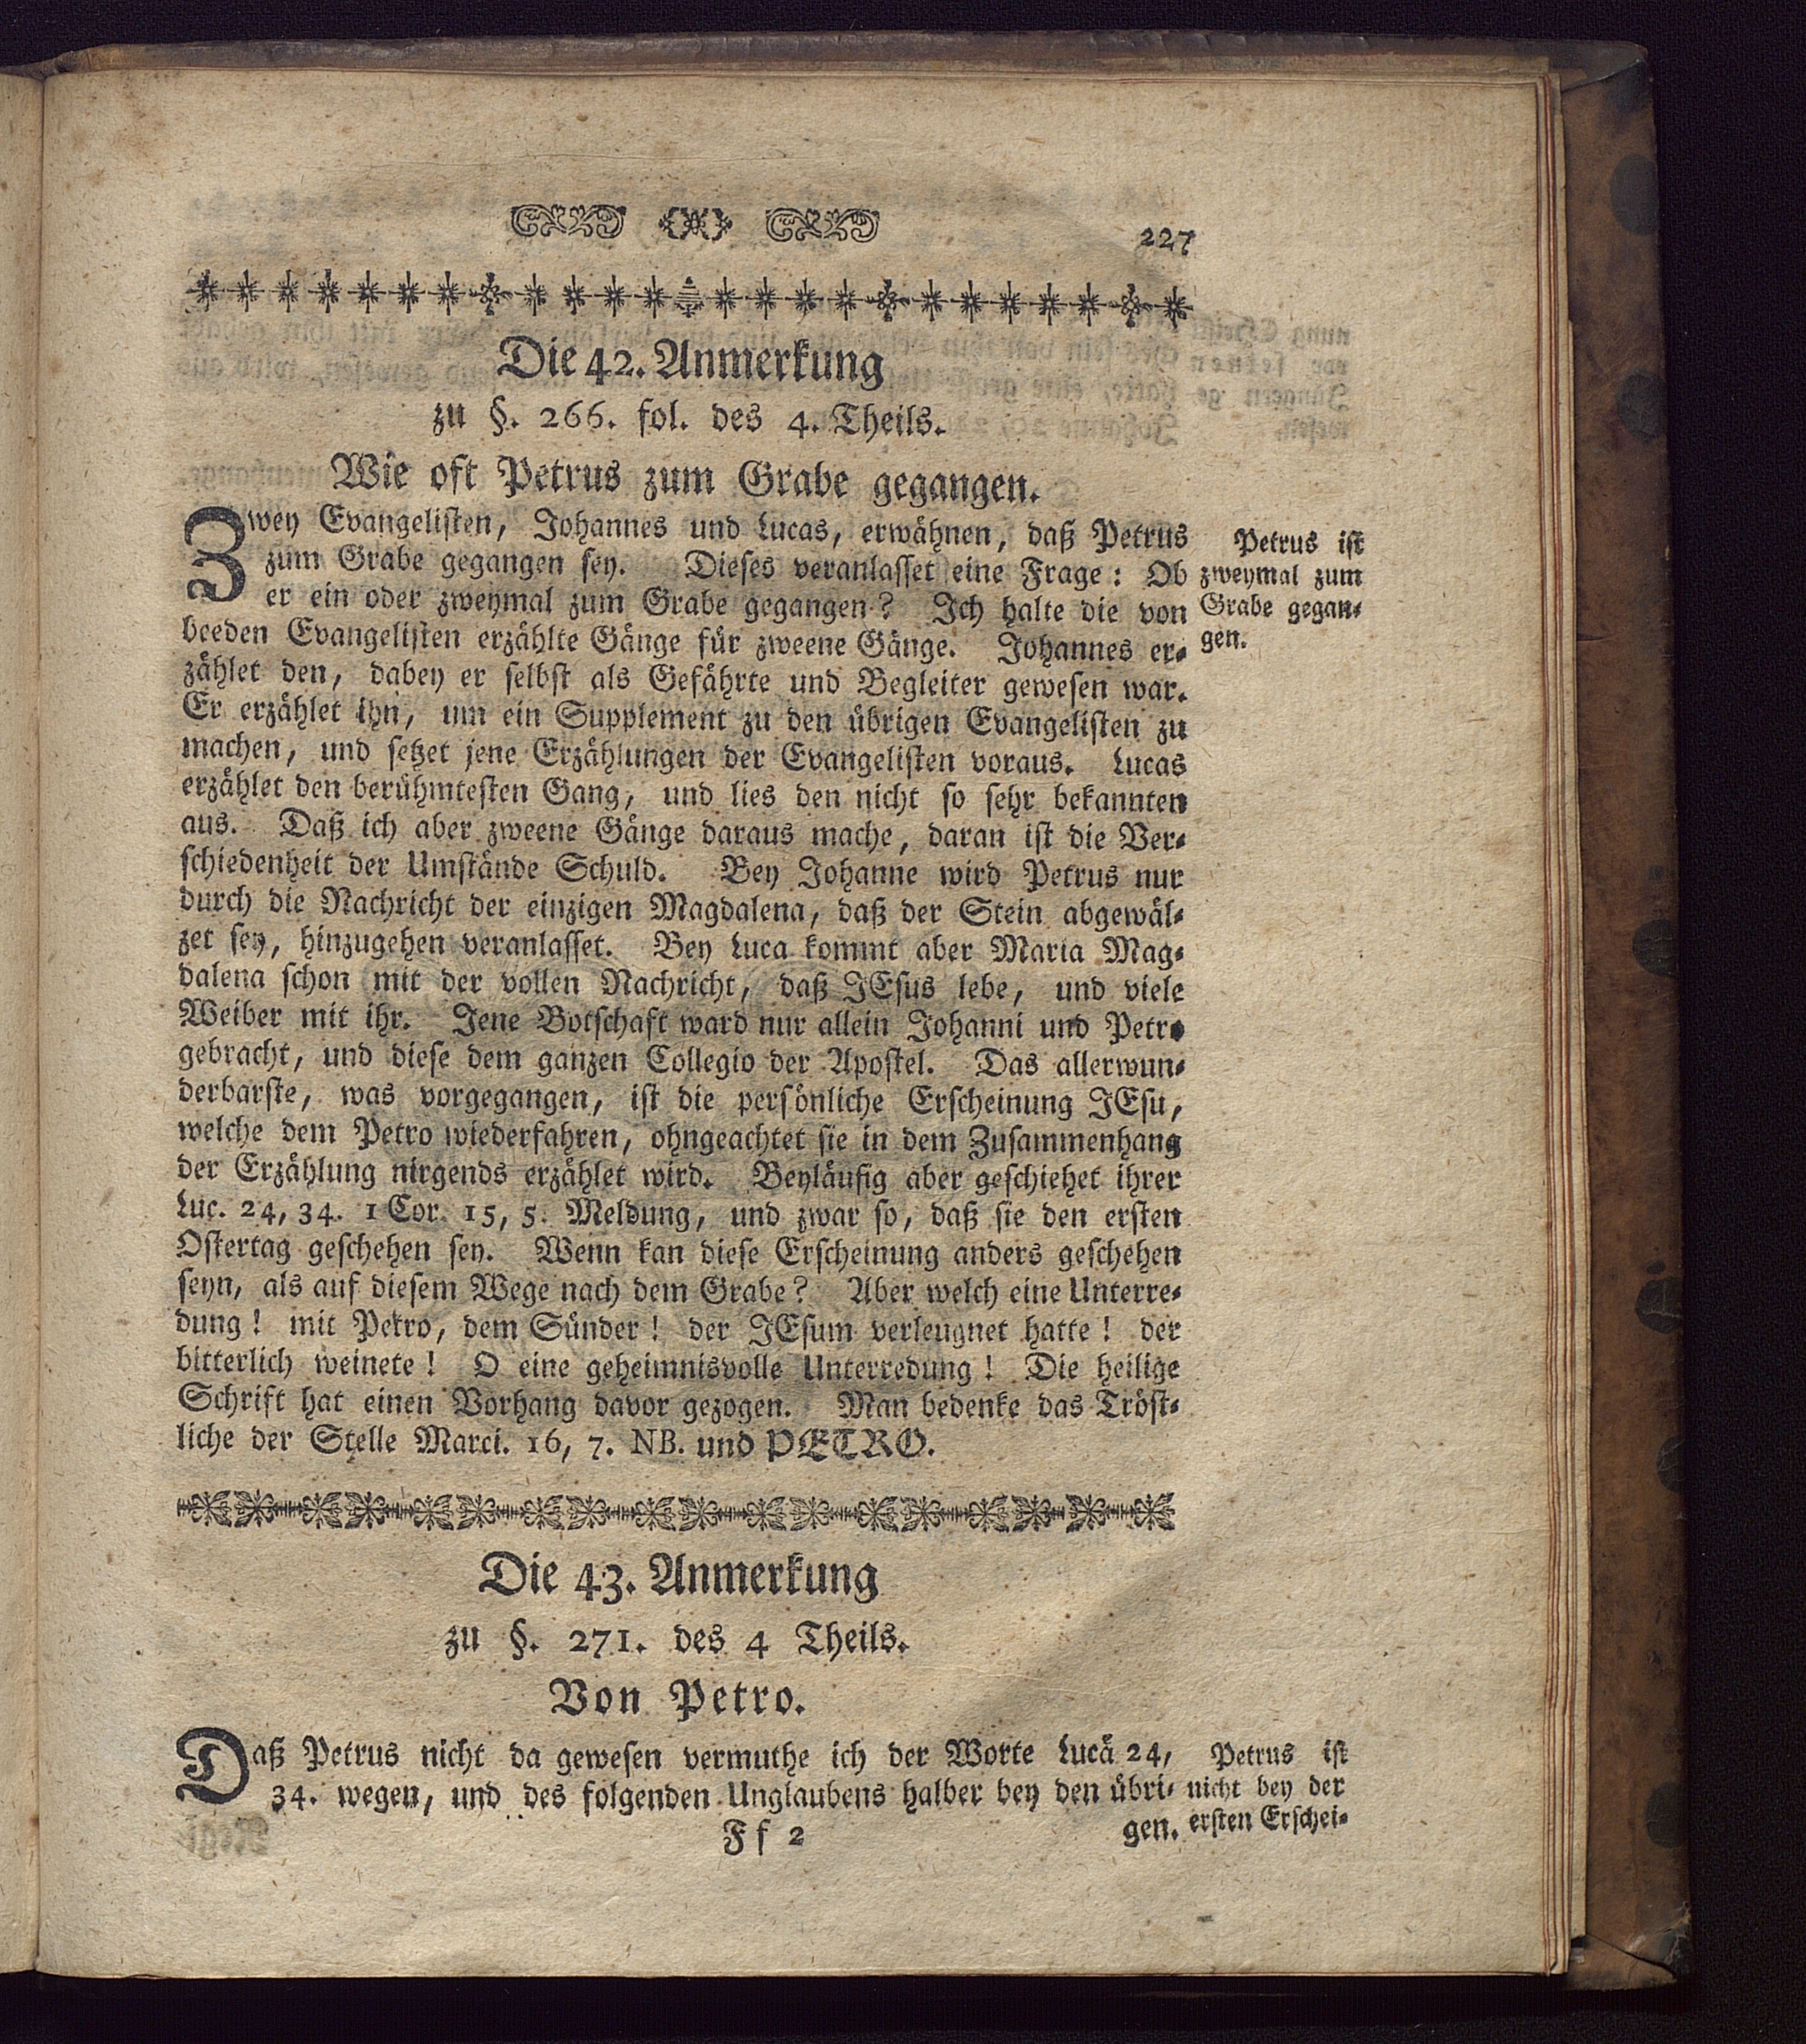 227
Die 42. Anmerkung
zu §. 266. fol. des 4. Theils.
Wie oft Petrus zum Grabe gegangen.
Zwey Evangelisten, Johannes und Lucas, erwähnen, daß Petrus
zum Grabe gegangen sey. Dieses veranlasset eine Frage: Ob
er ein oder zweymal zum Grabe gegangen? Ich halte die von
beeden Evangelisten erzählte Gänge für zweene Gänge. Johannes er-
zählet den, dabey er selbst als Gefährte und Begleiter gewesen war.
Er erzählet ihn, um ein Supplement zu den übrigen Evangelisten zu
machen, und setzet jene Erzählungen der Evangelisten voraus. Lucas
erzählet den berühmtesten Gang, und lies den nicht so sehr bekannten
aus. Daß ich aber zweene Gänge daraus mache, daran ist die Ver-
schiedenheit der Umstände Schuld. Bey Johanne wird Petrus nur
durch die Nachricht der einzigen Magdalena, daß der Stein abgewäl-
zet sey, hinzugehen veranlasset. Bey Luca kommt aber Maria Mag-
dalena schon mit der vollen Nachricht, daß JEsus lebe, und viele
Weiber mit ihr. Jene Botschaft ward nur allein Johanni und Petro
gebracht, und diese dem ganzen Collegio der Apostel. Das allerwun-
derbarste, was vorgegangen, ist die persönliche Erscheinung JEsu,
welche dem Petro wiederfahren, ohngeachtet sie in dem Zusammenhang
der Erzählung nirgends erzählet wird. Beyläufig aber geschiehet ihrer
Luc. 24, 34. 1 Cor. 15, 5. Meldung, und zwar so, daß sie den ersten
Ostertag geschehen sey. Wenn kan diese Erscheinung anders geschehen
seyn, als auf diesem Wege nach dem Grabe? Aber welch eine Unterre-
dung! mit Petro, dem Sünder! der JEsum verleugnet hatte! der
bitterlich weinete! O eine geheimnisvolle Unterredung! Die heilige
Schrift hat einen Vorhang davor gezogen. Man bedenke das Tröst-
liche der Stelle Marci. 16, 7. NB. und PETRO.
Petrus ist
zweymal zum
Grabe gegan-
gen.
Die 43. Anmerkung
zu §. 271. des 4 Theils.
Von Petro.
Daß Petrus nicht da gewesen vermuthe ich der Worte Lucä 24,
34. wegen, und des folgenden Unglaubens halber bey den übri-
Petrus ist
nicht bey der
ersten Erschei-
Ff 2
gen.